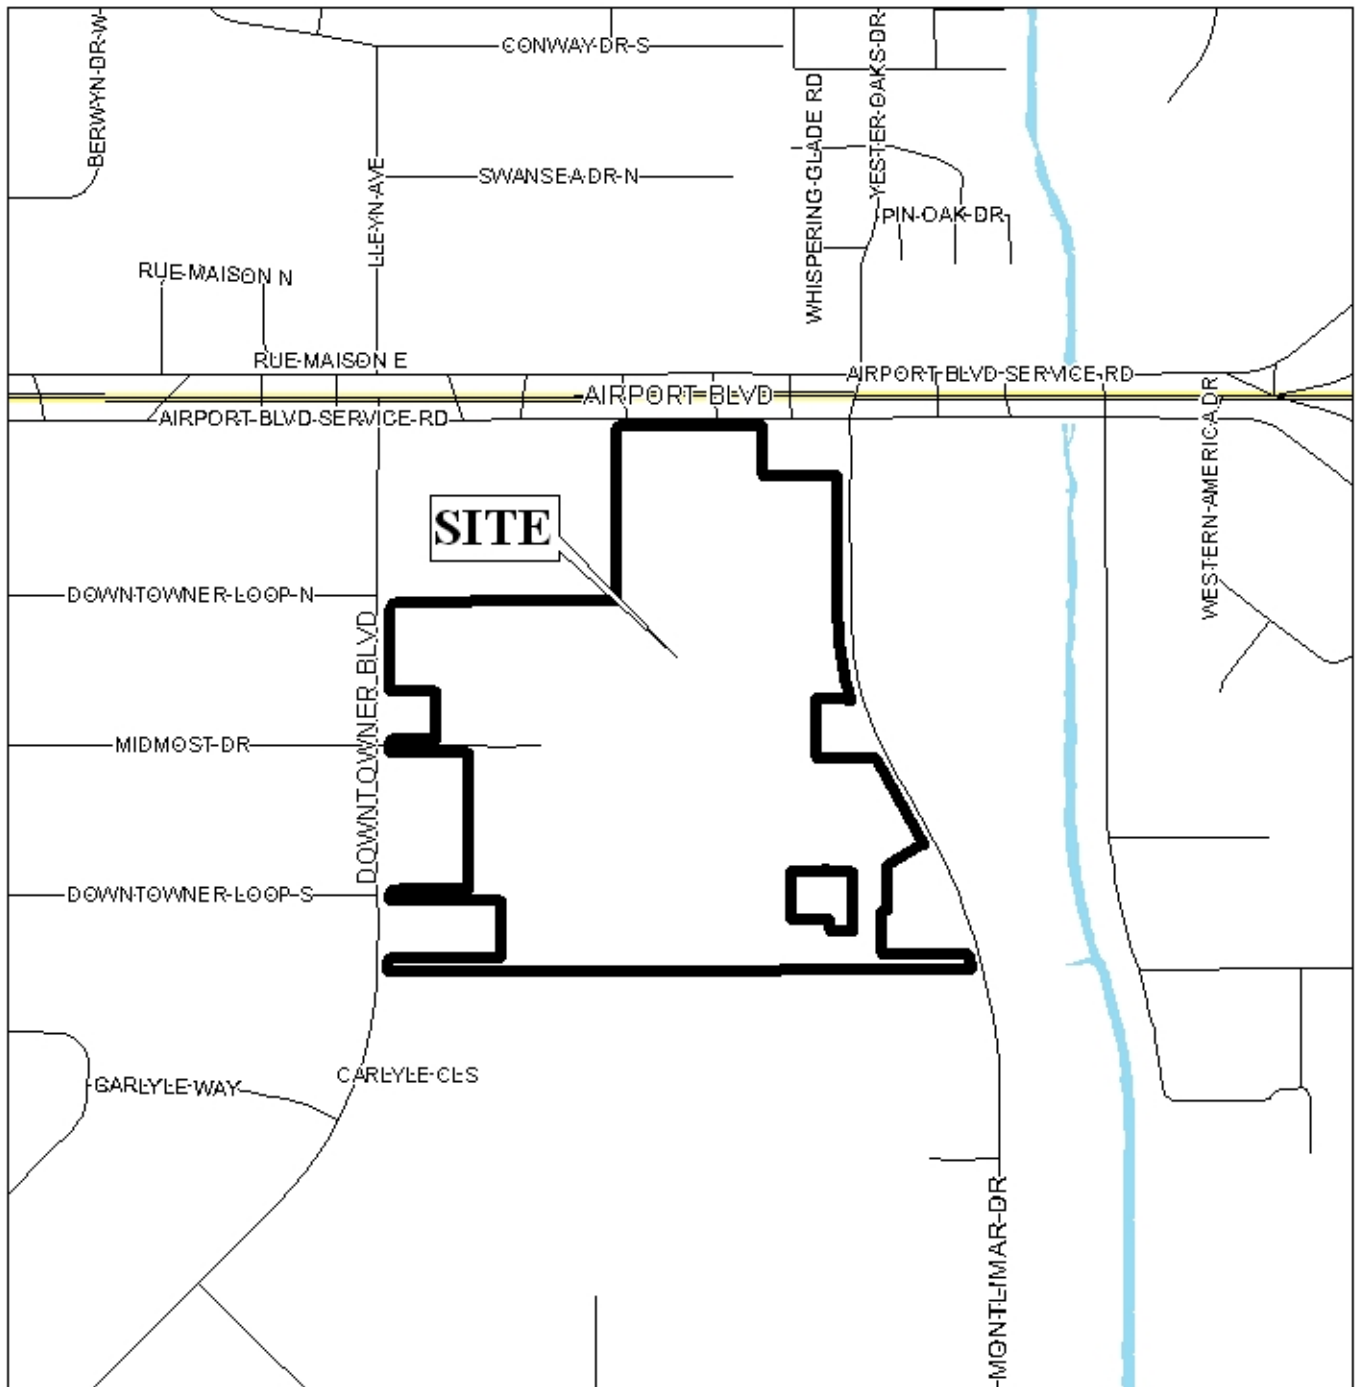 BERWYN DR W
CONWAY DR S
YESTER OAKS DR
WHISPERING GLADE RD
LLEYN AVE
SWANSEA DR N
PIN OAK DR
RUE MAISON N
RUE MAISON E
AIRPORT BLVD SERVICE RD
AIRPORT BLVD
AIRPORT BLVD SERVICE RD
WESTERN AMERICA DR
SITE
DOWNTOWNER LOOP N
DOWNTOWNER BLVD
MIDMOST DR
DOWNTOWNER LOOP S
CARLYLE CLS
CARLYLE WAY
MONTLIMAR DR